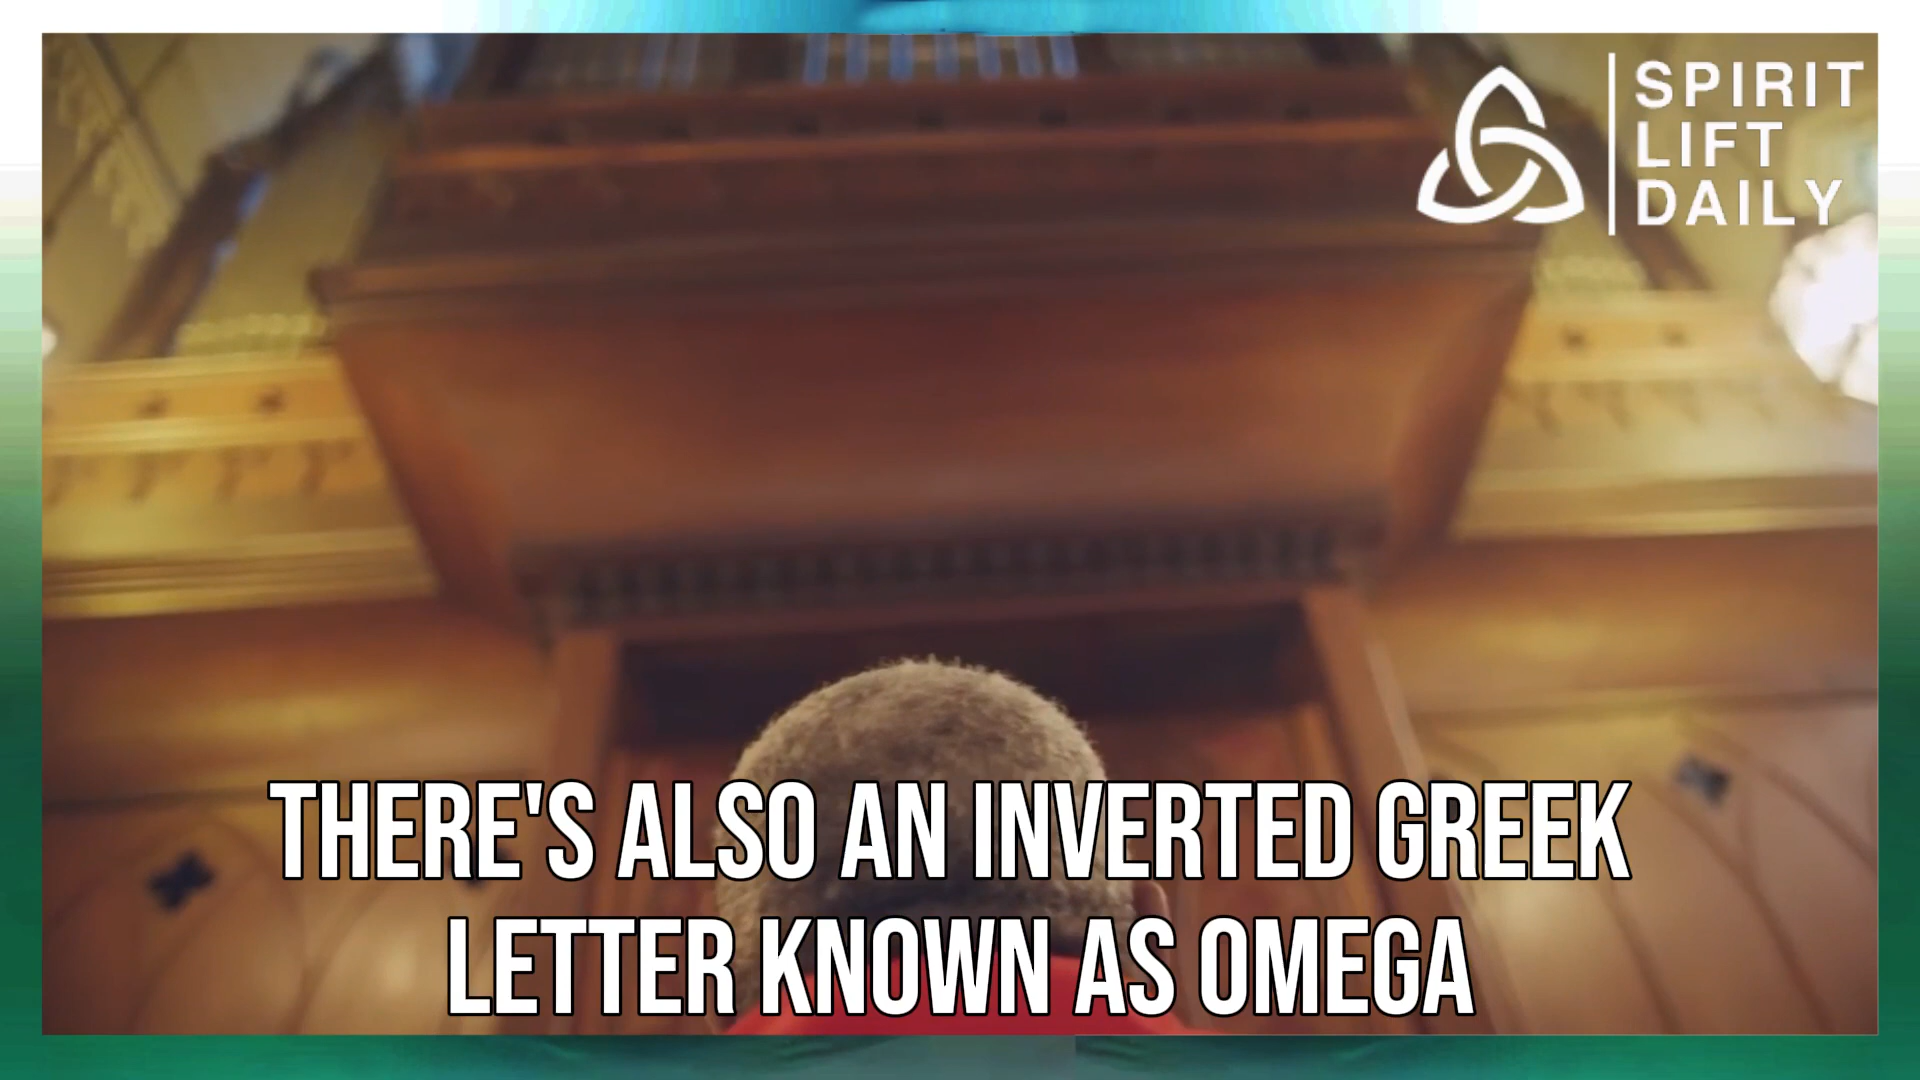 SPIRIT
LIFT
DAILY
THERE'S ALSO AN INVERTED GREEK
LETTER KNOWN AS OMEGA